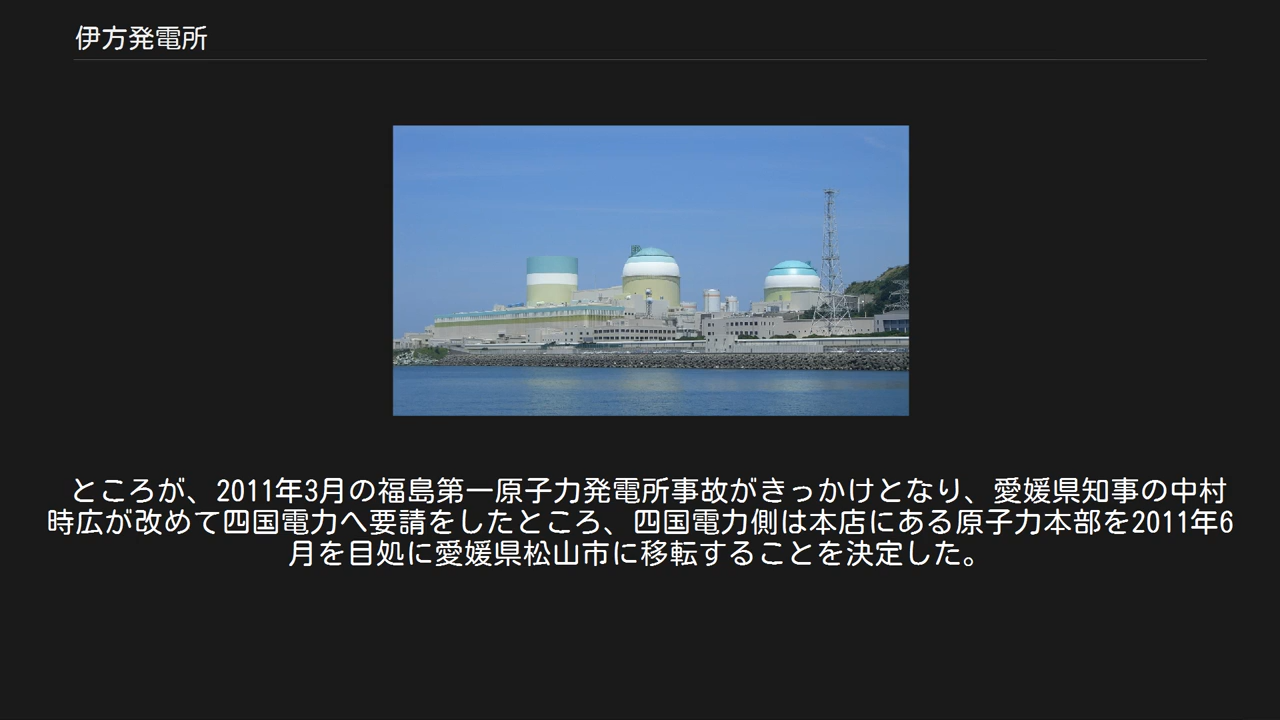 伊方発電所
ところが、2011年3月の福島第一原子力発電所事故がきっかけとなり、愛媛県知事の中村
時広が改めて四国電力へ要請をしたところ、四国電力側は本店にある原子力本部を2011年6
月を目処に愛媛県松山市に移転することを決定した。